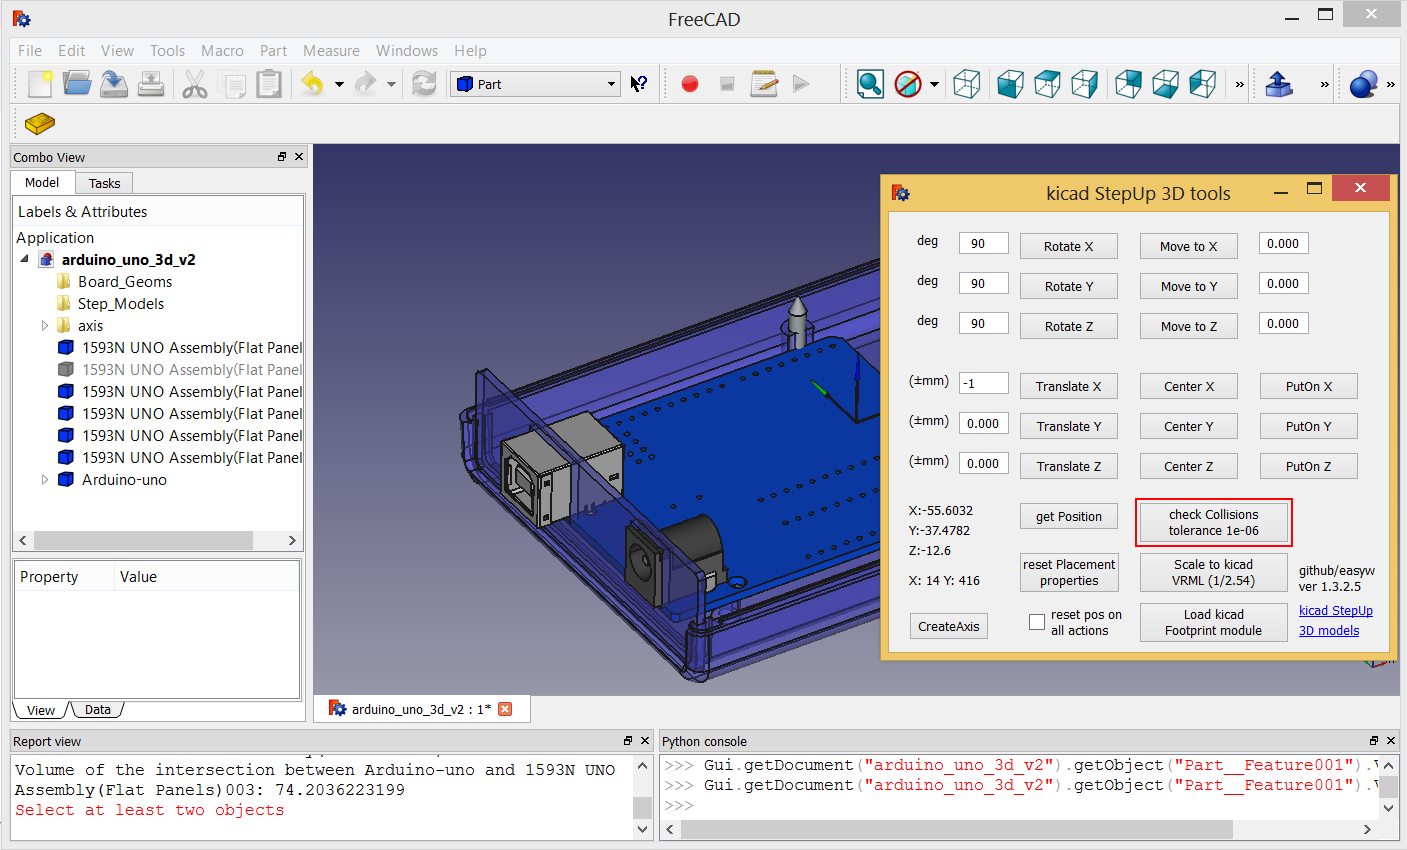 FreeCAD
File Edit View Tools Macro Part Measure Windows Help
Part
Combo View
Model Tasks
Labels & Attributes
Application
arduino_uno_3d_v2
Board_Geoms
Step_Models
axis
1593N UNO Assembly(Flat Panel
1593N UNO Assembly(Flat Panel
1593N UNO Assembly(Flat Panel
1593N UNO Assembly(Flat Panel
1593N UNO Assembly(Flat Panel
1593N UNO Assembly(Flat Panel
Arduino-uno
Property Value
View Data
kicad StepUp 3D tools
deg 90 Rotate X Move to X 0.000
deg 90 Rotate Y Move to Y 0.000
deg 90 Rotate Z Move to Z 0.000
(±mm) -1 Translate X Center X PutOn X
(±mm) 0.000 Translate Y Center Y PutOn Y
(±mm) 0.000 Translate Z Center Z PutOn Z
X:-55.6032
Y:-37.4782
Z:-12.6
X: 14 Y: 416
get Position
check Collisions
tolerance 1e-06
reset Placement
properties
Scale to kicad
VRML (1/2.54)
github/easyw
ver 1.3.2.5
CreateAxis
reset pos on
all actions
Load kicad
Footprint module
kicad StepUp
3D models
arduino_uno_3d_v2 : 1*
Report view
Volume of the intersection between Arduino-uno and 1593N UNO
Assembly(Flat Panels)003: 74.2036223199
Select at least two objects
Python console
>>> Gui.getDocument("arduino_uno_3d_v2").getObject("Part__Feature001").V
>>> Gui.getDocument("arduino_uno_3d_v2").getObject("Part__Feature001").V
>>>